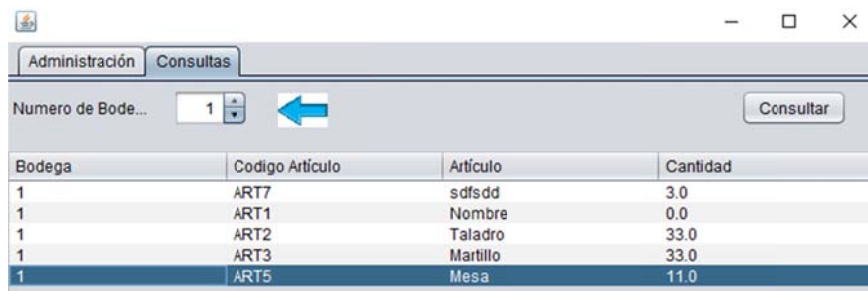 Administración Consultas
Numero de Bode... 1 Consultar
Bodega Codigo Artículo Artículo Cantidad
1 ART7 sdfsdd 3.0
1 ART1 Nombre 0.0
1 ART2 Taladro 33.0
1 ART3 Martillo 33.0
1 ART5 Mesa 11.0